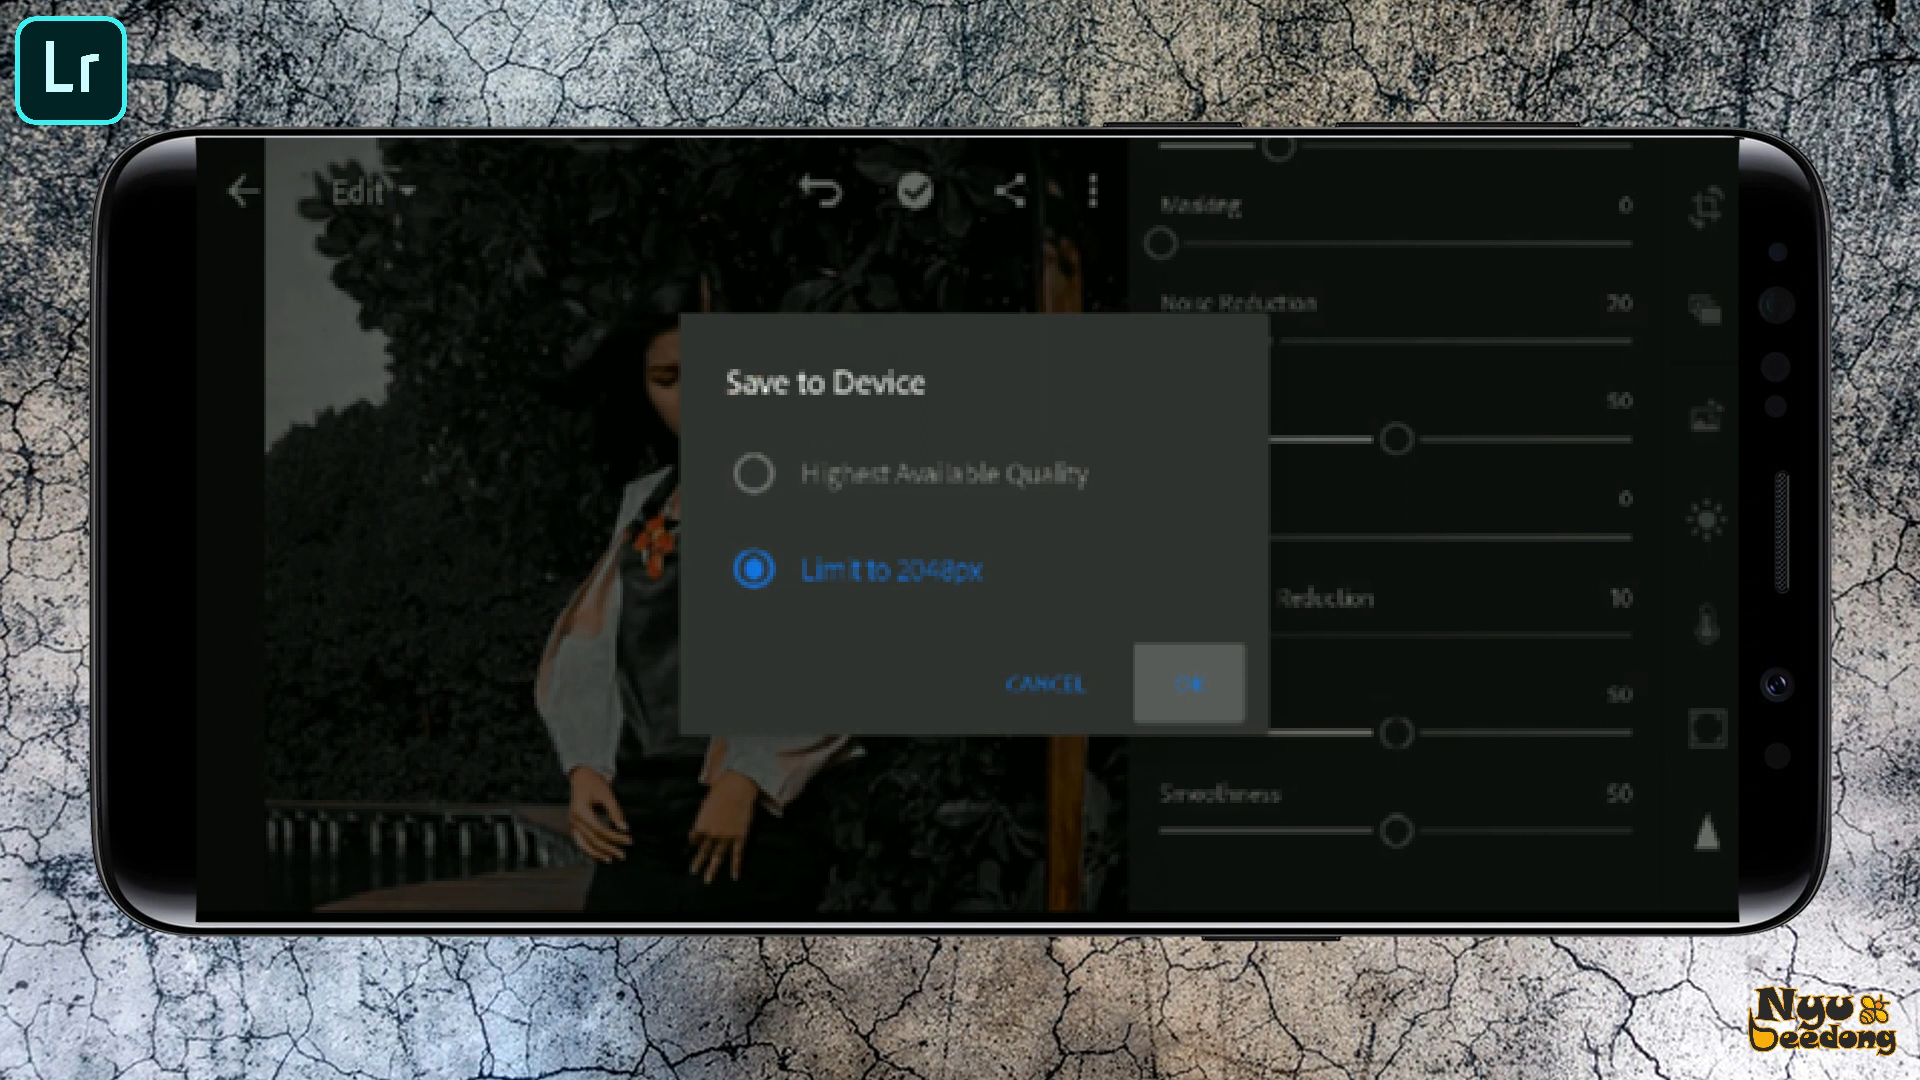 Lr
Edit
Masking 0
Noise Reduction 20
50
0
Reduction 10
50
Smoothness 50
Save to Device
Highest Available Quality
Limit to 2048px
CANCEL OK
Nyu
beedong